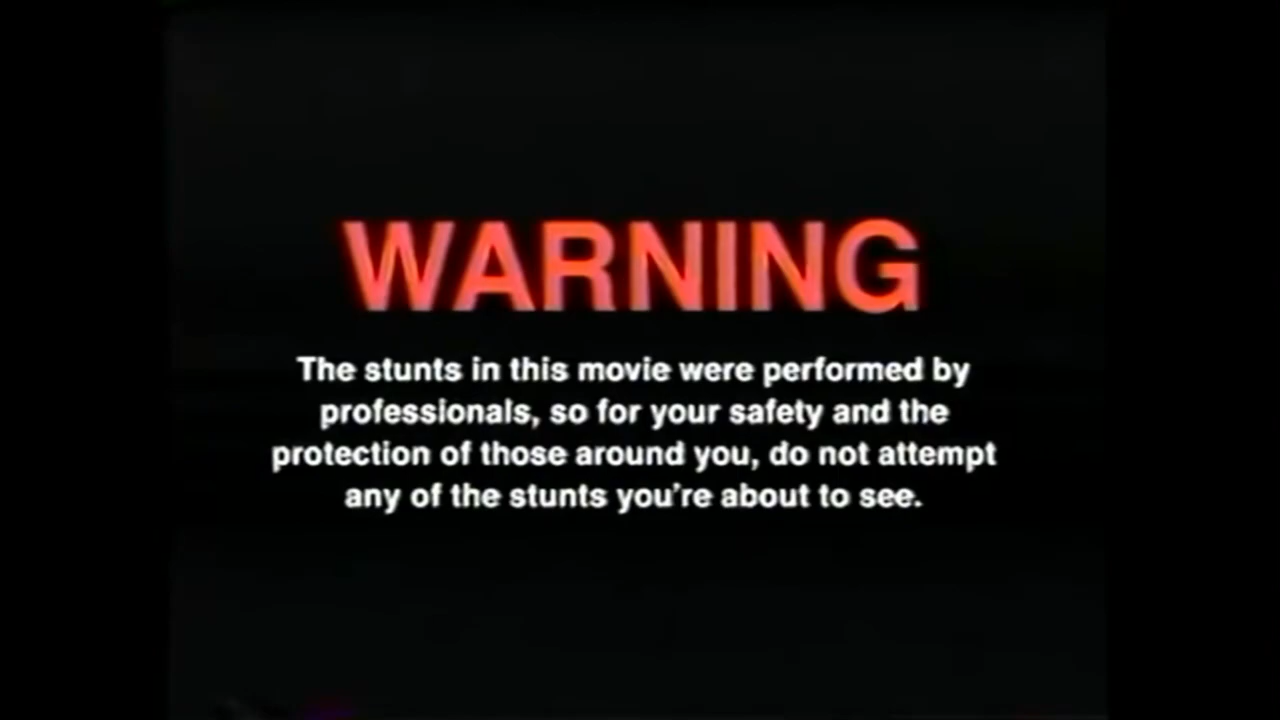 WARNING
The stunts in this movie were performed by
professionals, so for your safety and the
protection of those around you, do not attempt
any of the stunts you're about to see.